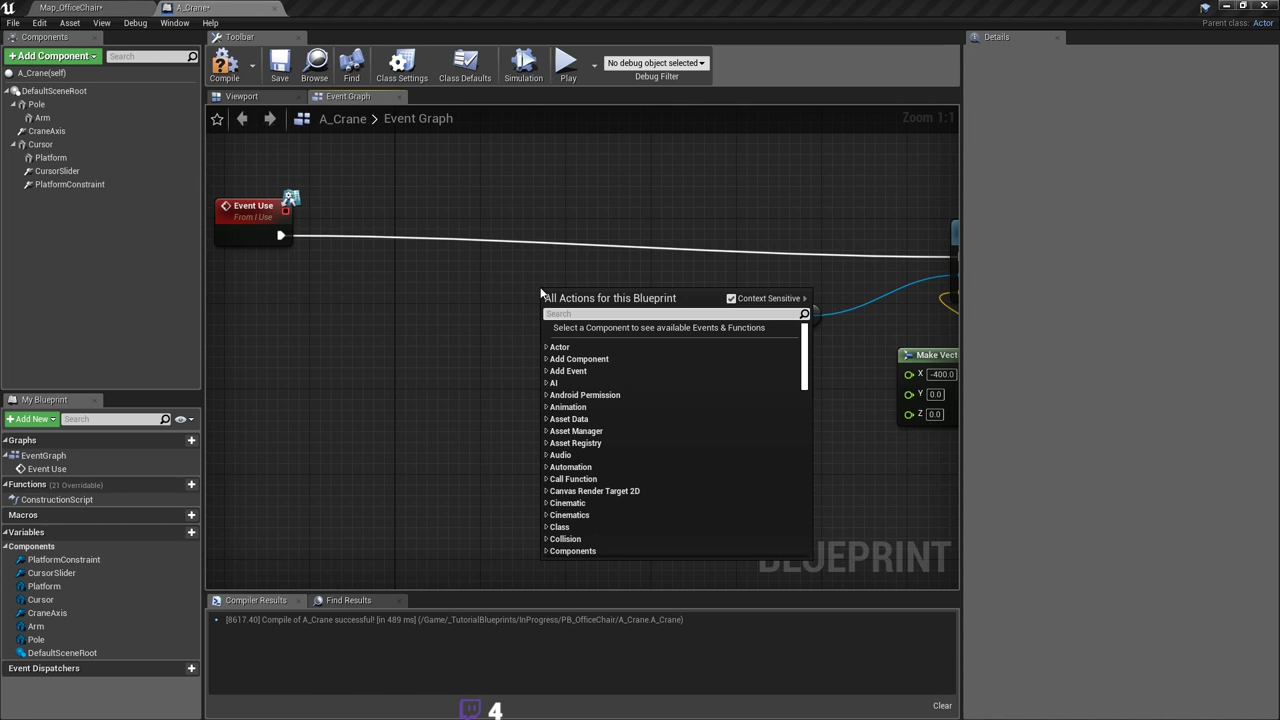 Map_OfficeChair*
A_Crane*
File Edit Asset View Debug Window Help
Parent class: Actor
Components
+Add Component
Search
A_Crane(self)
DefaultSceneRoot
Pole
Arm
CraneAxis
Cursor
Platform
CursorSlider
PlatformConstraint
Toolbar
Compile
Save
Browse
Find
Class Settings
Class Defaults
Simulation
Play
No debug object selected
Debug Filter
Viewport
Event Graph
A_Crane > Event Graph
Zoom 1:1
Event Use
From I Use
All Actions for this Blueprint
Context Sensitive
Search
Select a Component to see available Events & Functions
Actor
Add Component
Add Event
AI
Android Permission
Animation
Asset Data
Asset Manager
Asset Registry
Audio
Automation
Call Function
Canvas Render Target 2D
Cinematic
Cinematics
Class
Collision
Components
Make Vect
X -400.0
Y 0.0
Z 0.0
BLUEPRINT
My Blueprint
+Add New
Search
Graphs
EventGraph
Event Use
Functions (21 Overridable)
ConstructionScript
Macros
Variables
Components
PlatformConstraint
CursorSlider
Platform
Cursor
CraneAxis
Arm
Pole
DefaultSceneRoot
Event Dispatchers
Compiler Results
Find Results
[8617.40] Compile of A_Crane successful! [in 489 ms] (/Game/_TutorialBlueprints/InProgress/PB_OfficeChair/A_Crane.A_Crane)
Clear
4
Details